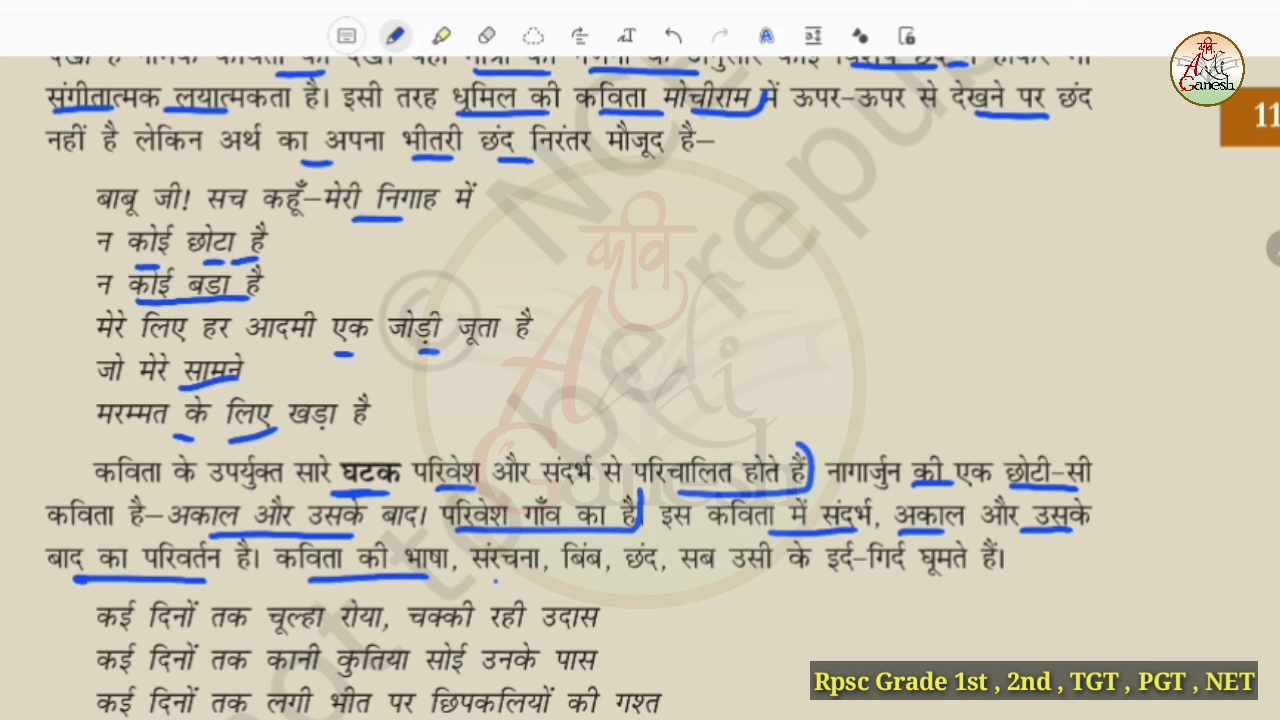 संगीतात्मक लयात्मकता है। इसी तरह धूमिल की कविता मोचीराम में ऊपर-ऊपर से देखने पर छंद
11
नहीं है लेकिन अर्थ का अपना भीतरी छंद निरंतर मौजूद है–
बाबू जी! सच कहूँ–मेरी निगाह में
न कोई छोटा है
न कोई बड़ा है
मेरे लिए हर आदमी एक जोड़ी जूता है
जो मेरे सामने
मरम्मत के लिए खड़ा है
कविता के उपर्युक्त सारे घटक परिवेश और संदर्भ से परिचालित होते हैं। नागार्जुन की एक छोटी-सी
कविता है–अकाल और उसके बाद। परिवेश गाँव का है। इस कविता में संदर्भ, अकाल और उसके
बाद का परिवर्तन है। कविता की भाषा, संरचना, बिंब, छंद, सब उसी के इर्द-गिर्द घूमते हैं।
कई दिनों तक चूल्हा रोया, चक्की रही उदास
कई दिनों तक कानी कुतिया सोई उनके पास
कई दिनों तक लगी भीत पर छिपकलियों की गश्त
Rpsc Grade 1st , 2nd , TGT , PGT , NET